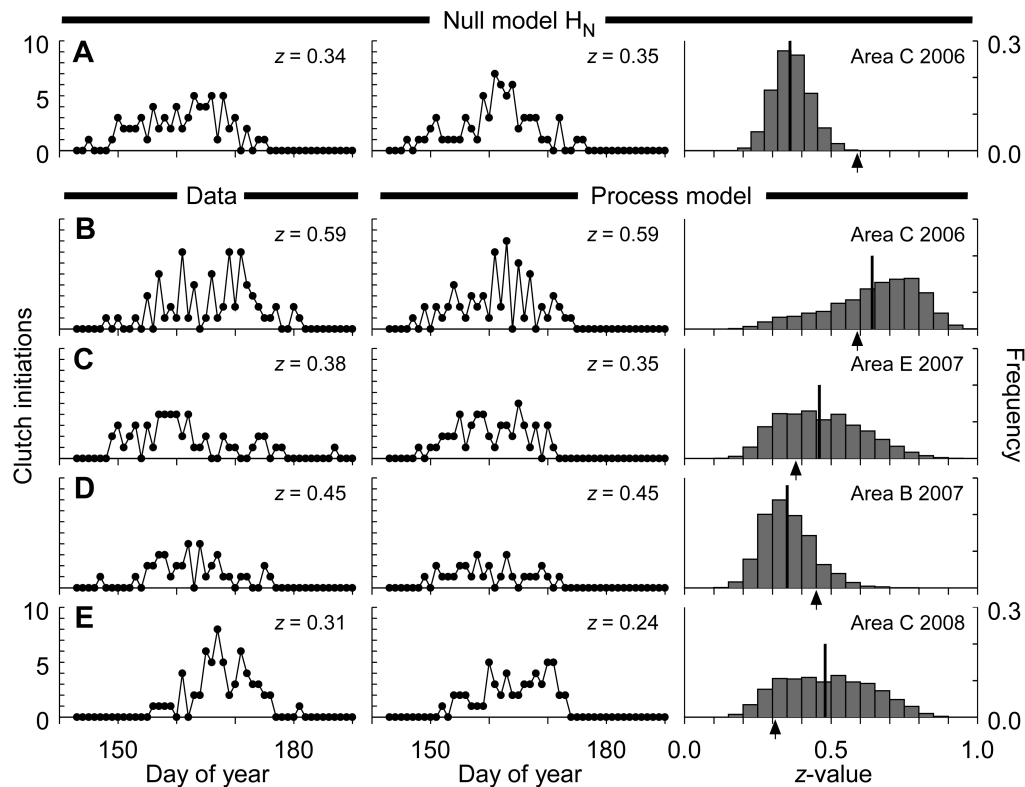 Null model H_N
10
5
0
A
z = 0.34
z = 0.35
Area C 2006
0.3
0.0
Data
Process model
B
z = 0.59
z = 0.59
Area C 2006
C
z = 0.38
z = 0.35
Area E 2007
D
z = 0.45
z = 0.45
Area B 2007
10
5
0
E
z = 0.31
z = 0.24
Area C 2008
0.3
0.0
Clutch initiations
Frequency
150 180
150 180
0.0 0.5 1.0
Day of year
Day of year
z-value